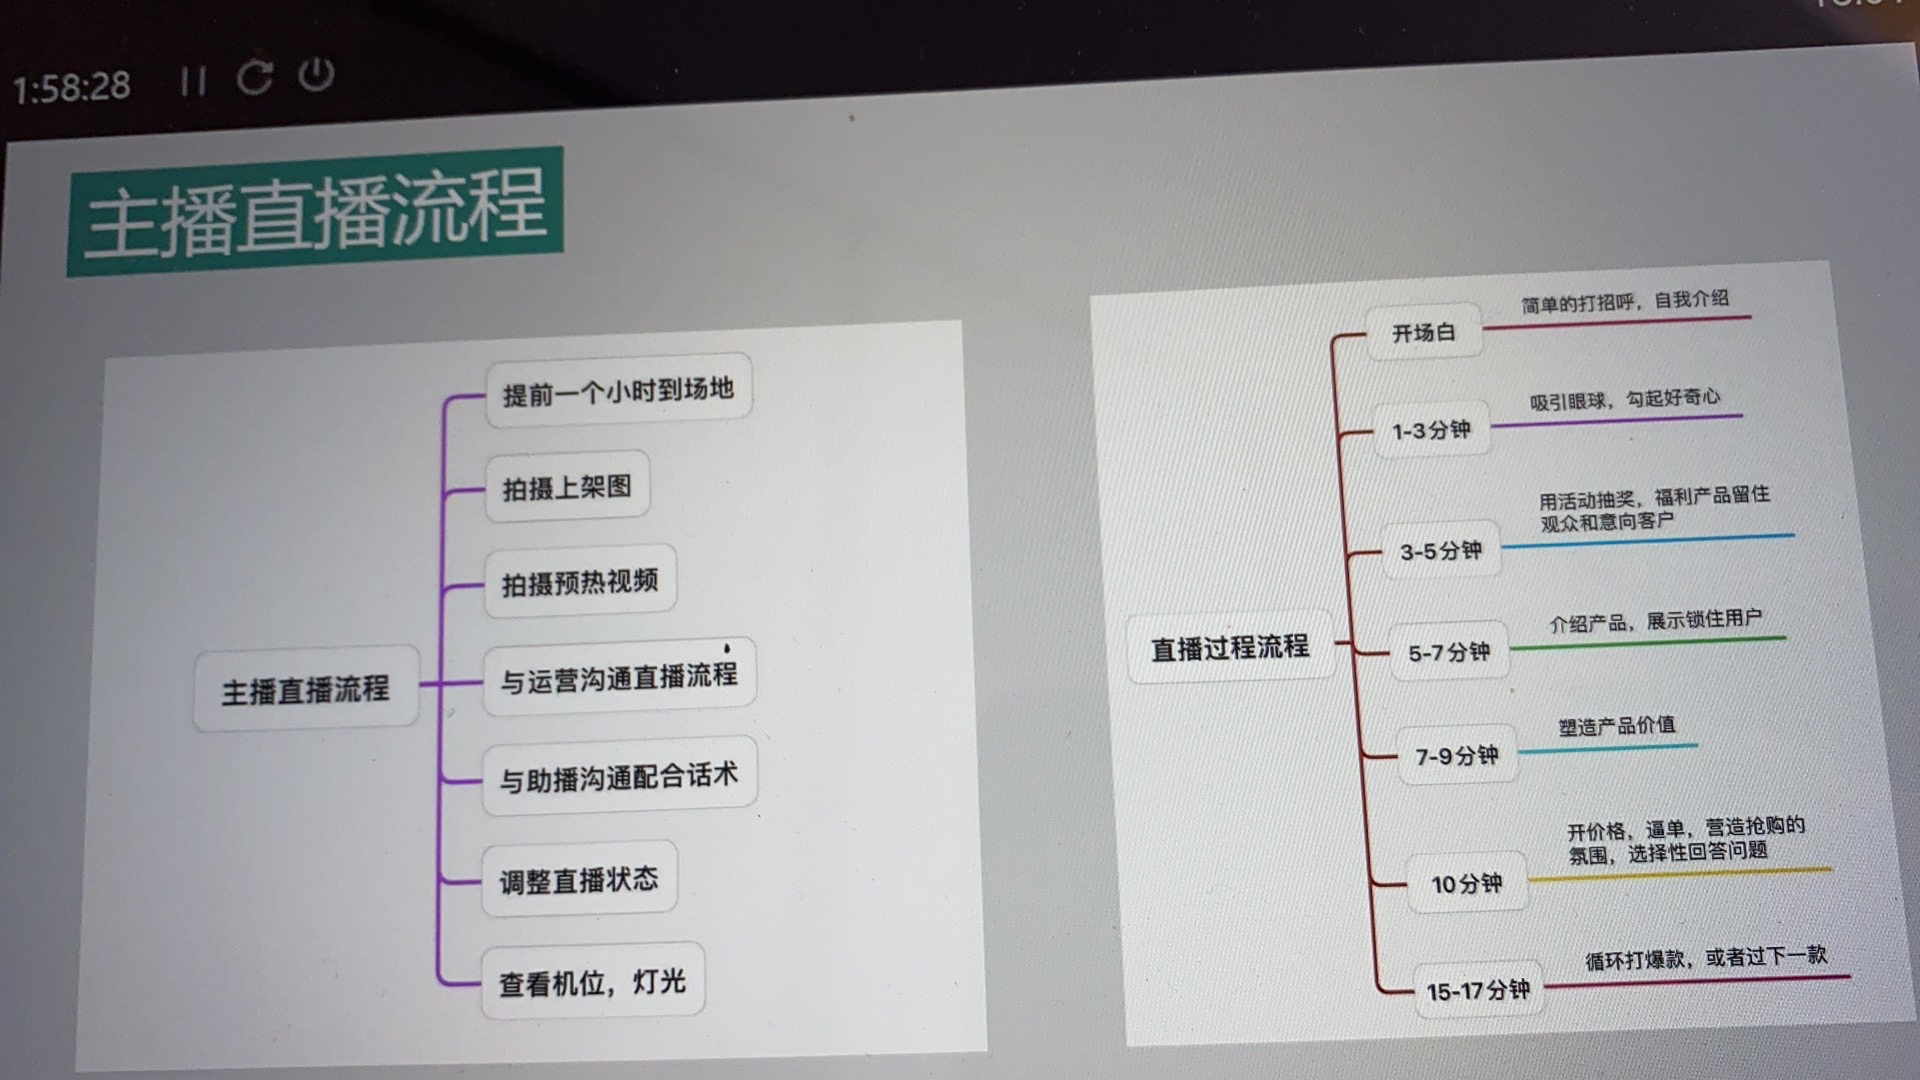 1:58:28
主播直播流程
主播直播流程
提前一个小时到场地
拍摄上架图
拍摄预热视频
与运营沟通直播流程
与助播沟通配合话术
调整直播状态
查看机位，灯光
直播过程流程
开场白
简单的打招呼，自我介绍
1-3分钟
吸引眼球，勾起好奇心
3-5分钟
用活动抽奖，福利产品留住
观众和意向客户
5-7分钟
介绍产品，展示锁住用户
7-9分钟
塑造产品价值
10分钟
开价格，逼单，营造抢购的
氛围，选择性回答问题
15-17分钟
循环打爆款，或者过下一款